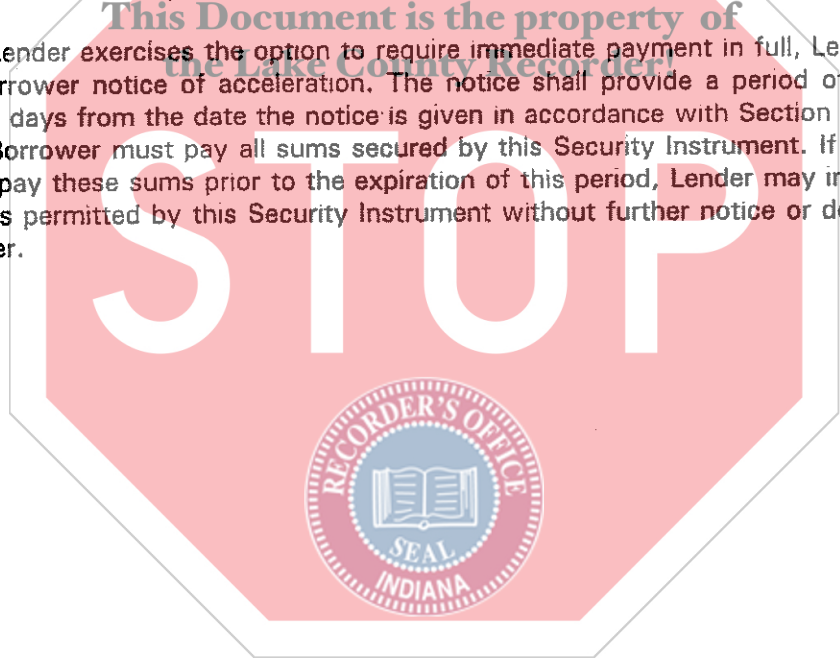 This Document is the property of
ender exercises the option to require immediate payment in full, Le
the Lake County Recorder!
rrower notice of acceleration. The notice shall provide a period o
days from the date the notice is given in accordance with Section
Borrower must pay all sums secured by this Security Instrument. If
pay these sums prior to the expiration of this period, Lender may in
s permitted by this Security Instrument without further notice or de
er.
STOP
RECORDER'S OFFICE
SEAL
INDIANA